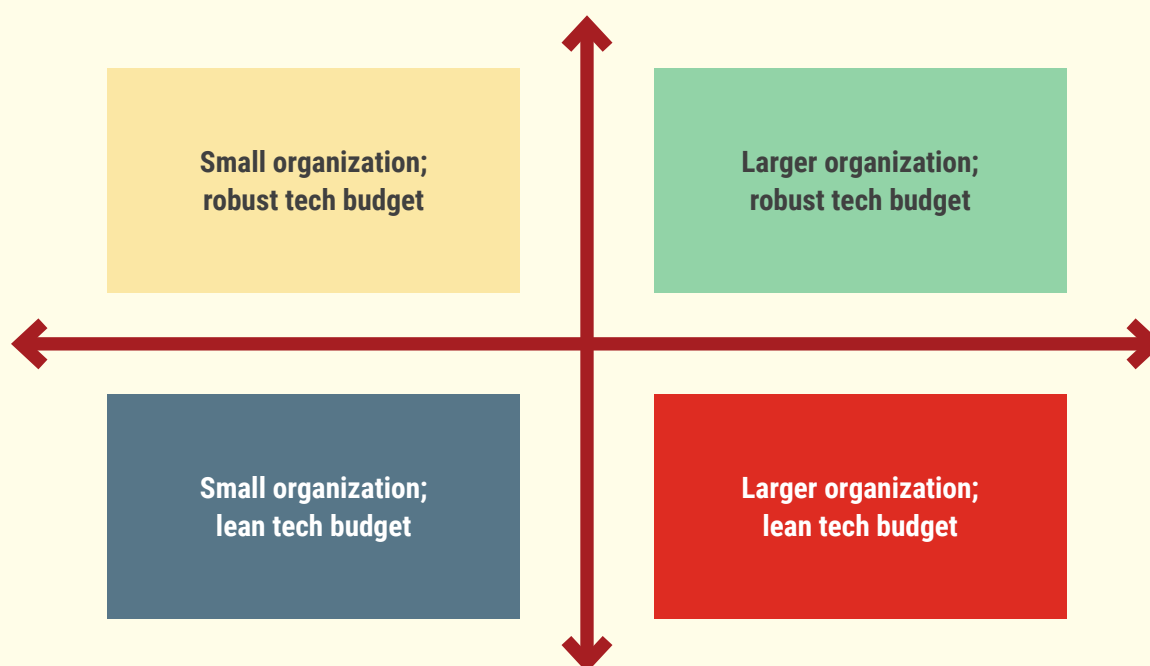 Small organization;
robust tech budget
Larger organization;
robust tech budget
Small organization;
lean tech budget
Larger organization;
lean tech budget